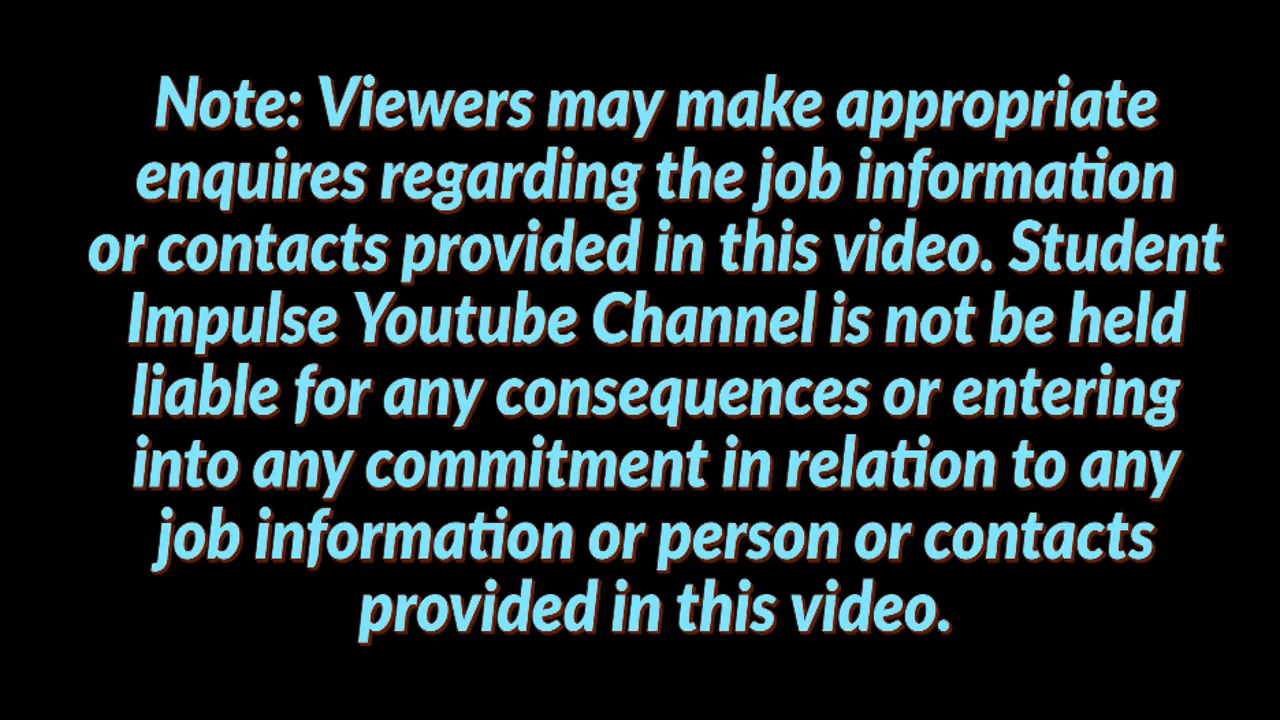 Note: Viewers may make appropriate
enquires regarding the job information
or contacts provided in this video. Student
Impulse Youtube Channel is not be held
liable for any consequences or entering
into any commitment in relation to any
job information or person or contacts
provided in this video.